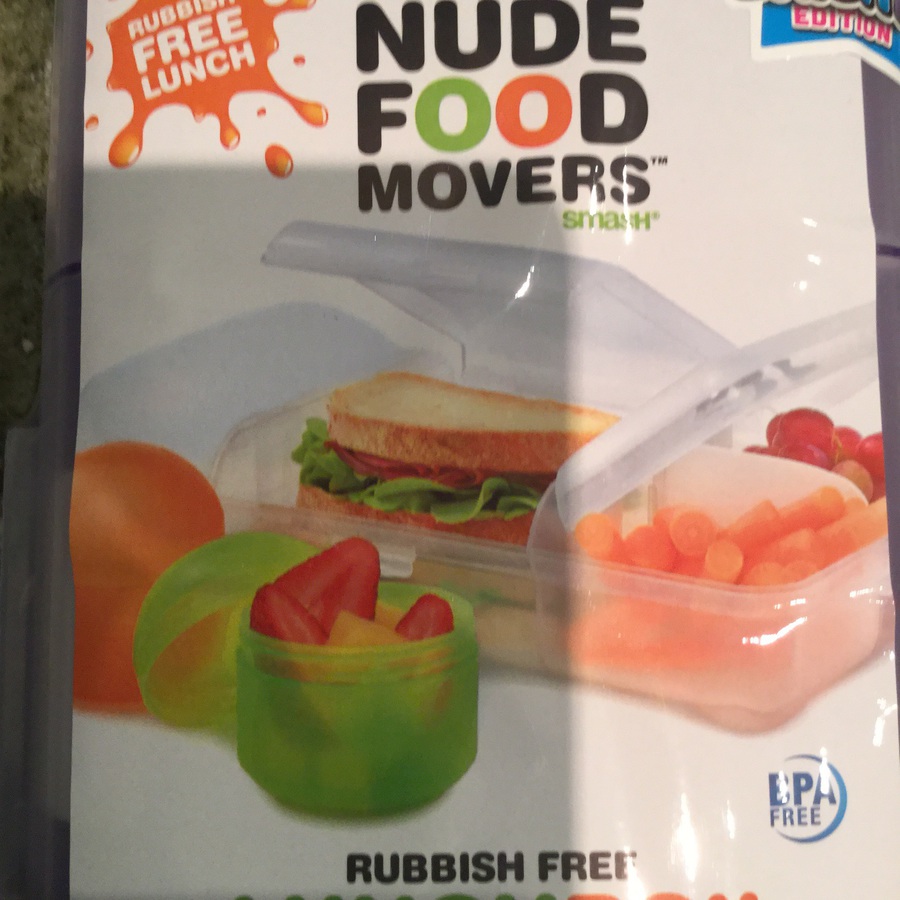 RUBBISH
FREE
LUNCH
NUDE
FOOD
MOVERS™
smash®
EDITION
BPA
FREE
RUBBISH FREE